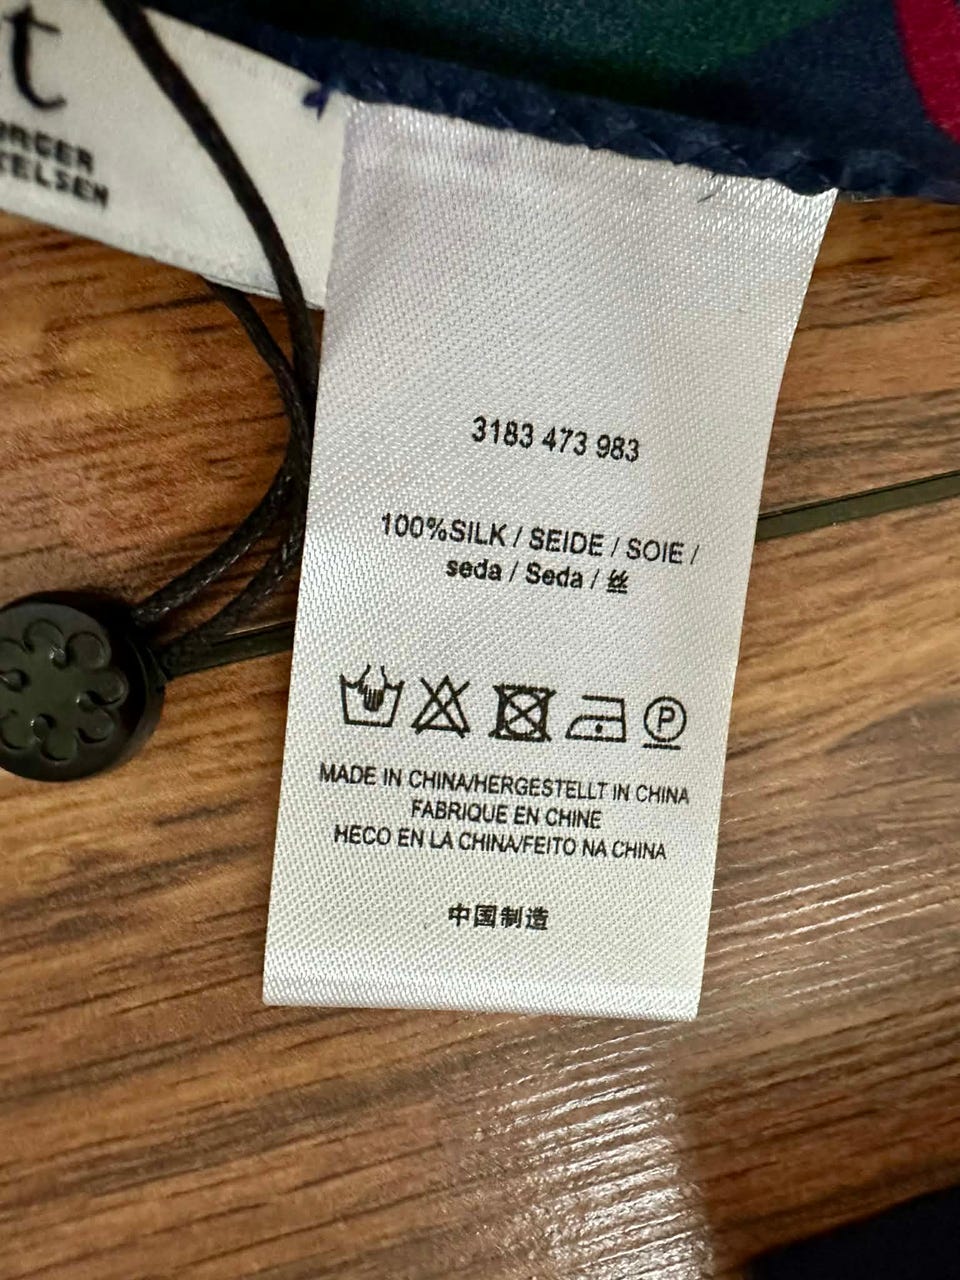 3183 473 983
100%SILK / SEIDE / SOIE /
seda / Seda / 丝
P
MADE IN CHINA/HERGESTELLT IN CHINA
FABRIQUE EN CHINE
HECO EN LA CHINA/FEITO NA CHINA
中国制造